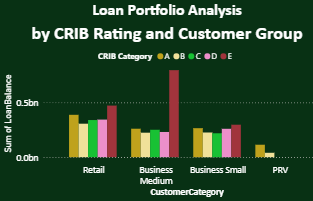 Loan Portfolio Analysis
by CRIB Rating and Customer Group
CRIB Category A B C D E
Sum of LoanBalance
0.5bn
0.0bn
Retail
Business Medium
Business Small
PRV
CustomerCategory